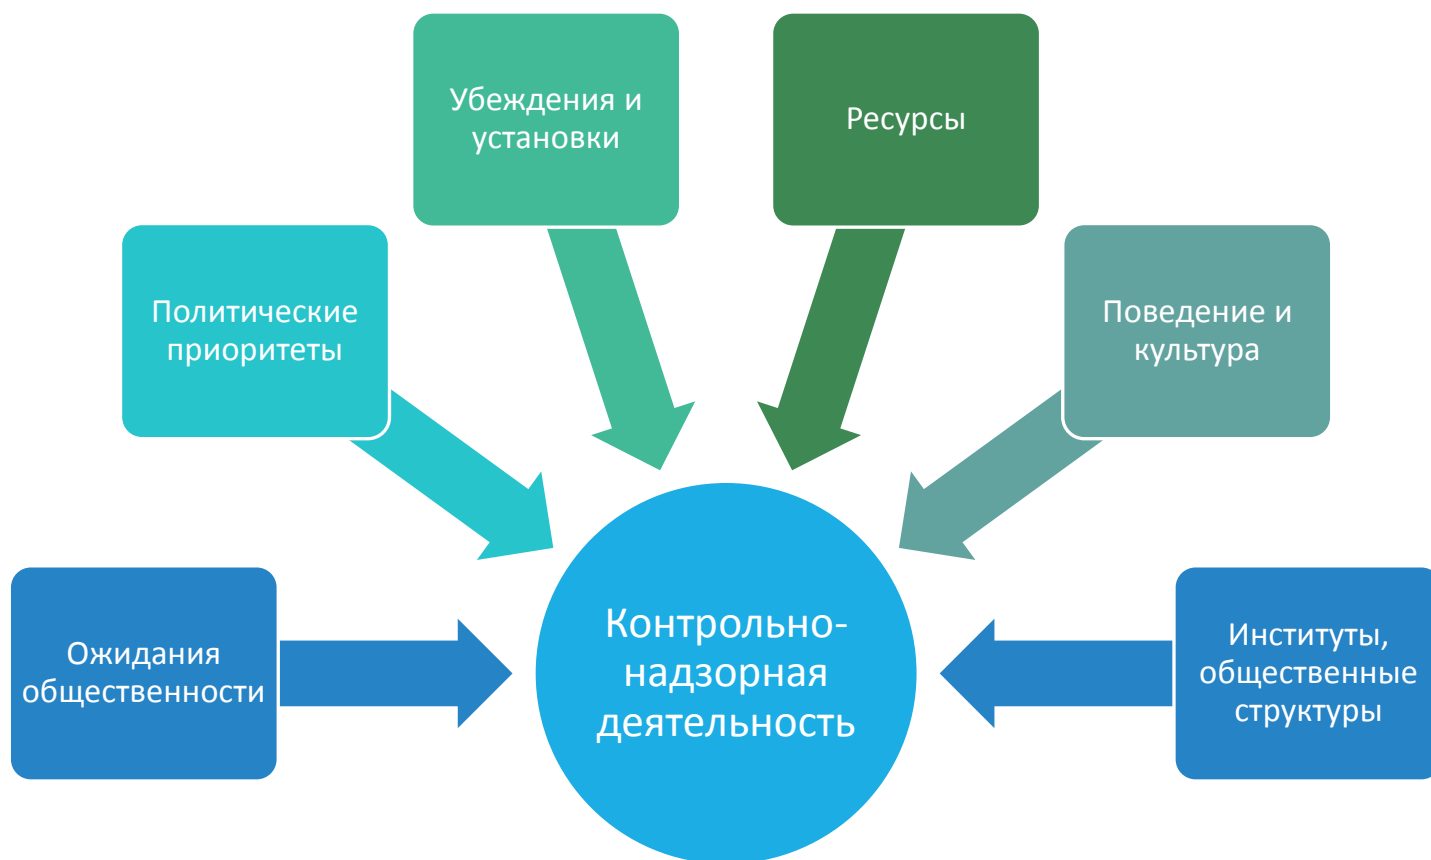 Убеждения и
установки
Ресурсы
Политические
приоритеты
Поведение и
культура
Ожидания
общественности
Контрольно-
надзорная
деятельность
Институты,
общественные
структуры